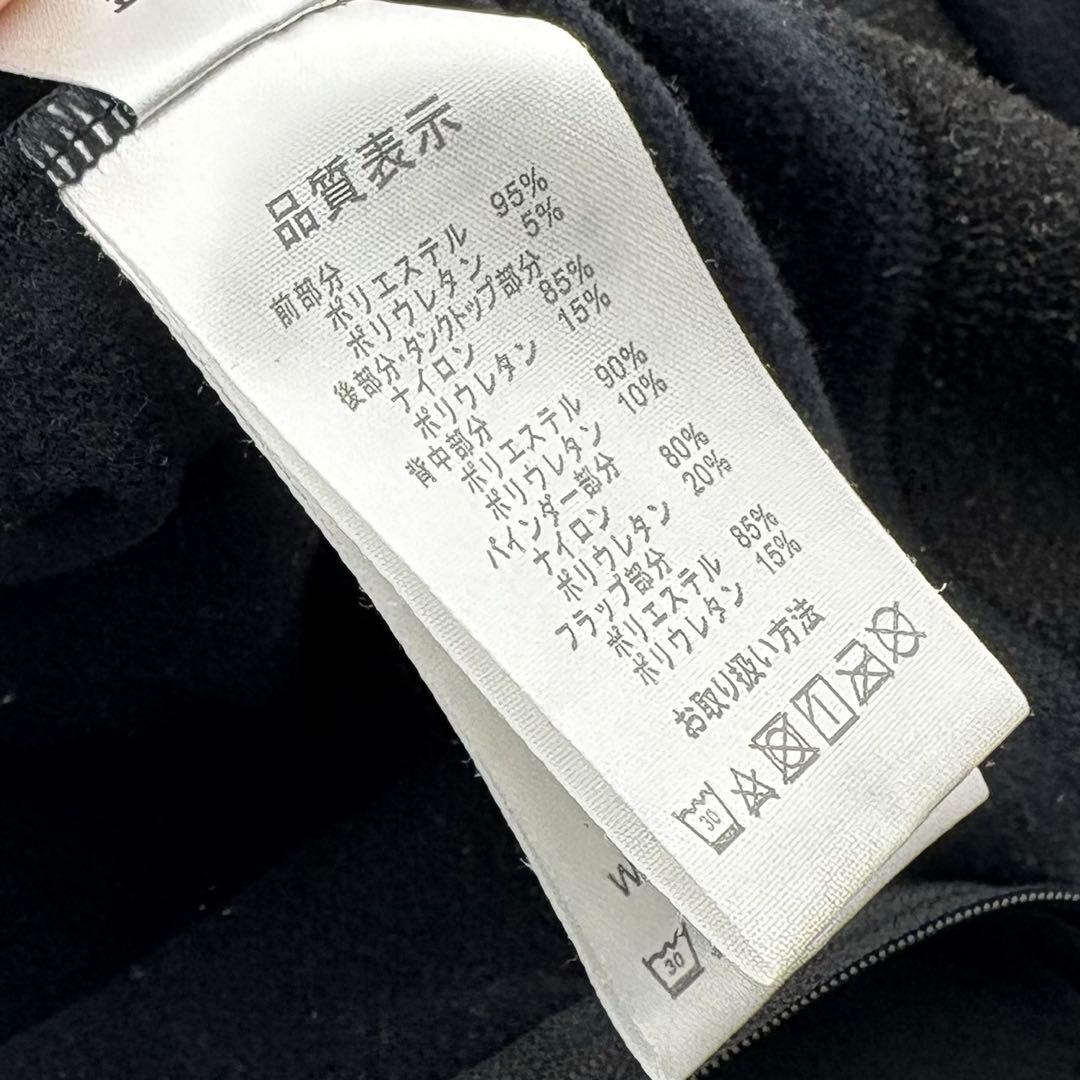 品質表示
前部分
ポリエステル 95%
ポリウレタン 5%
後部分*タンクトップ部分
ナイロン 85%
ポリウレタン 15%
背中部分
ポリエステル 90%
ポリウレタン 10%
パインダー部分
ナイロン 80%
ポリウレタン 20%
フラップ部分
ポリエステル 85%
ポリウレタン 15%
お取り扱い方法
30
30